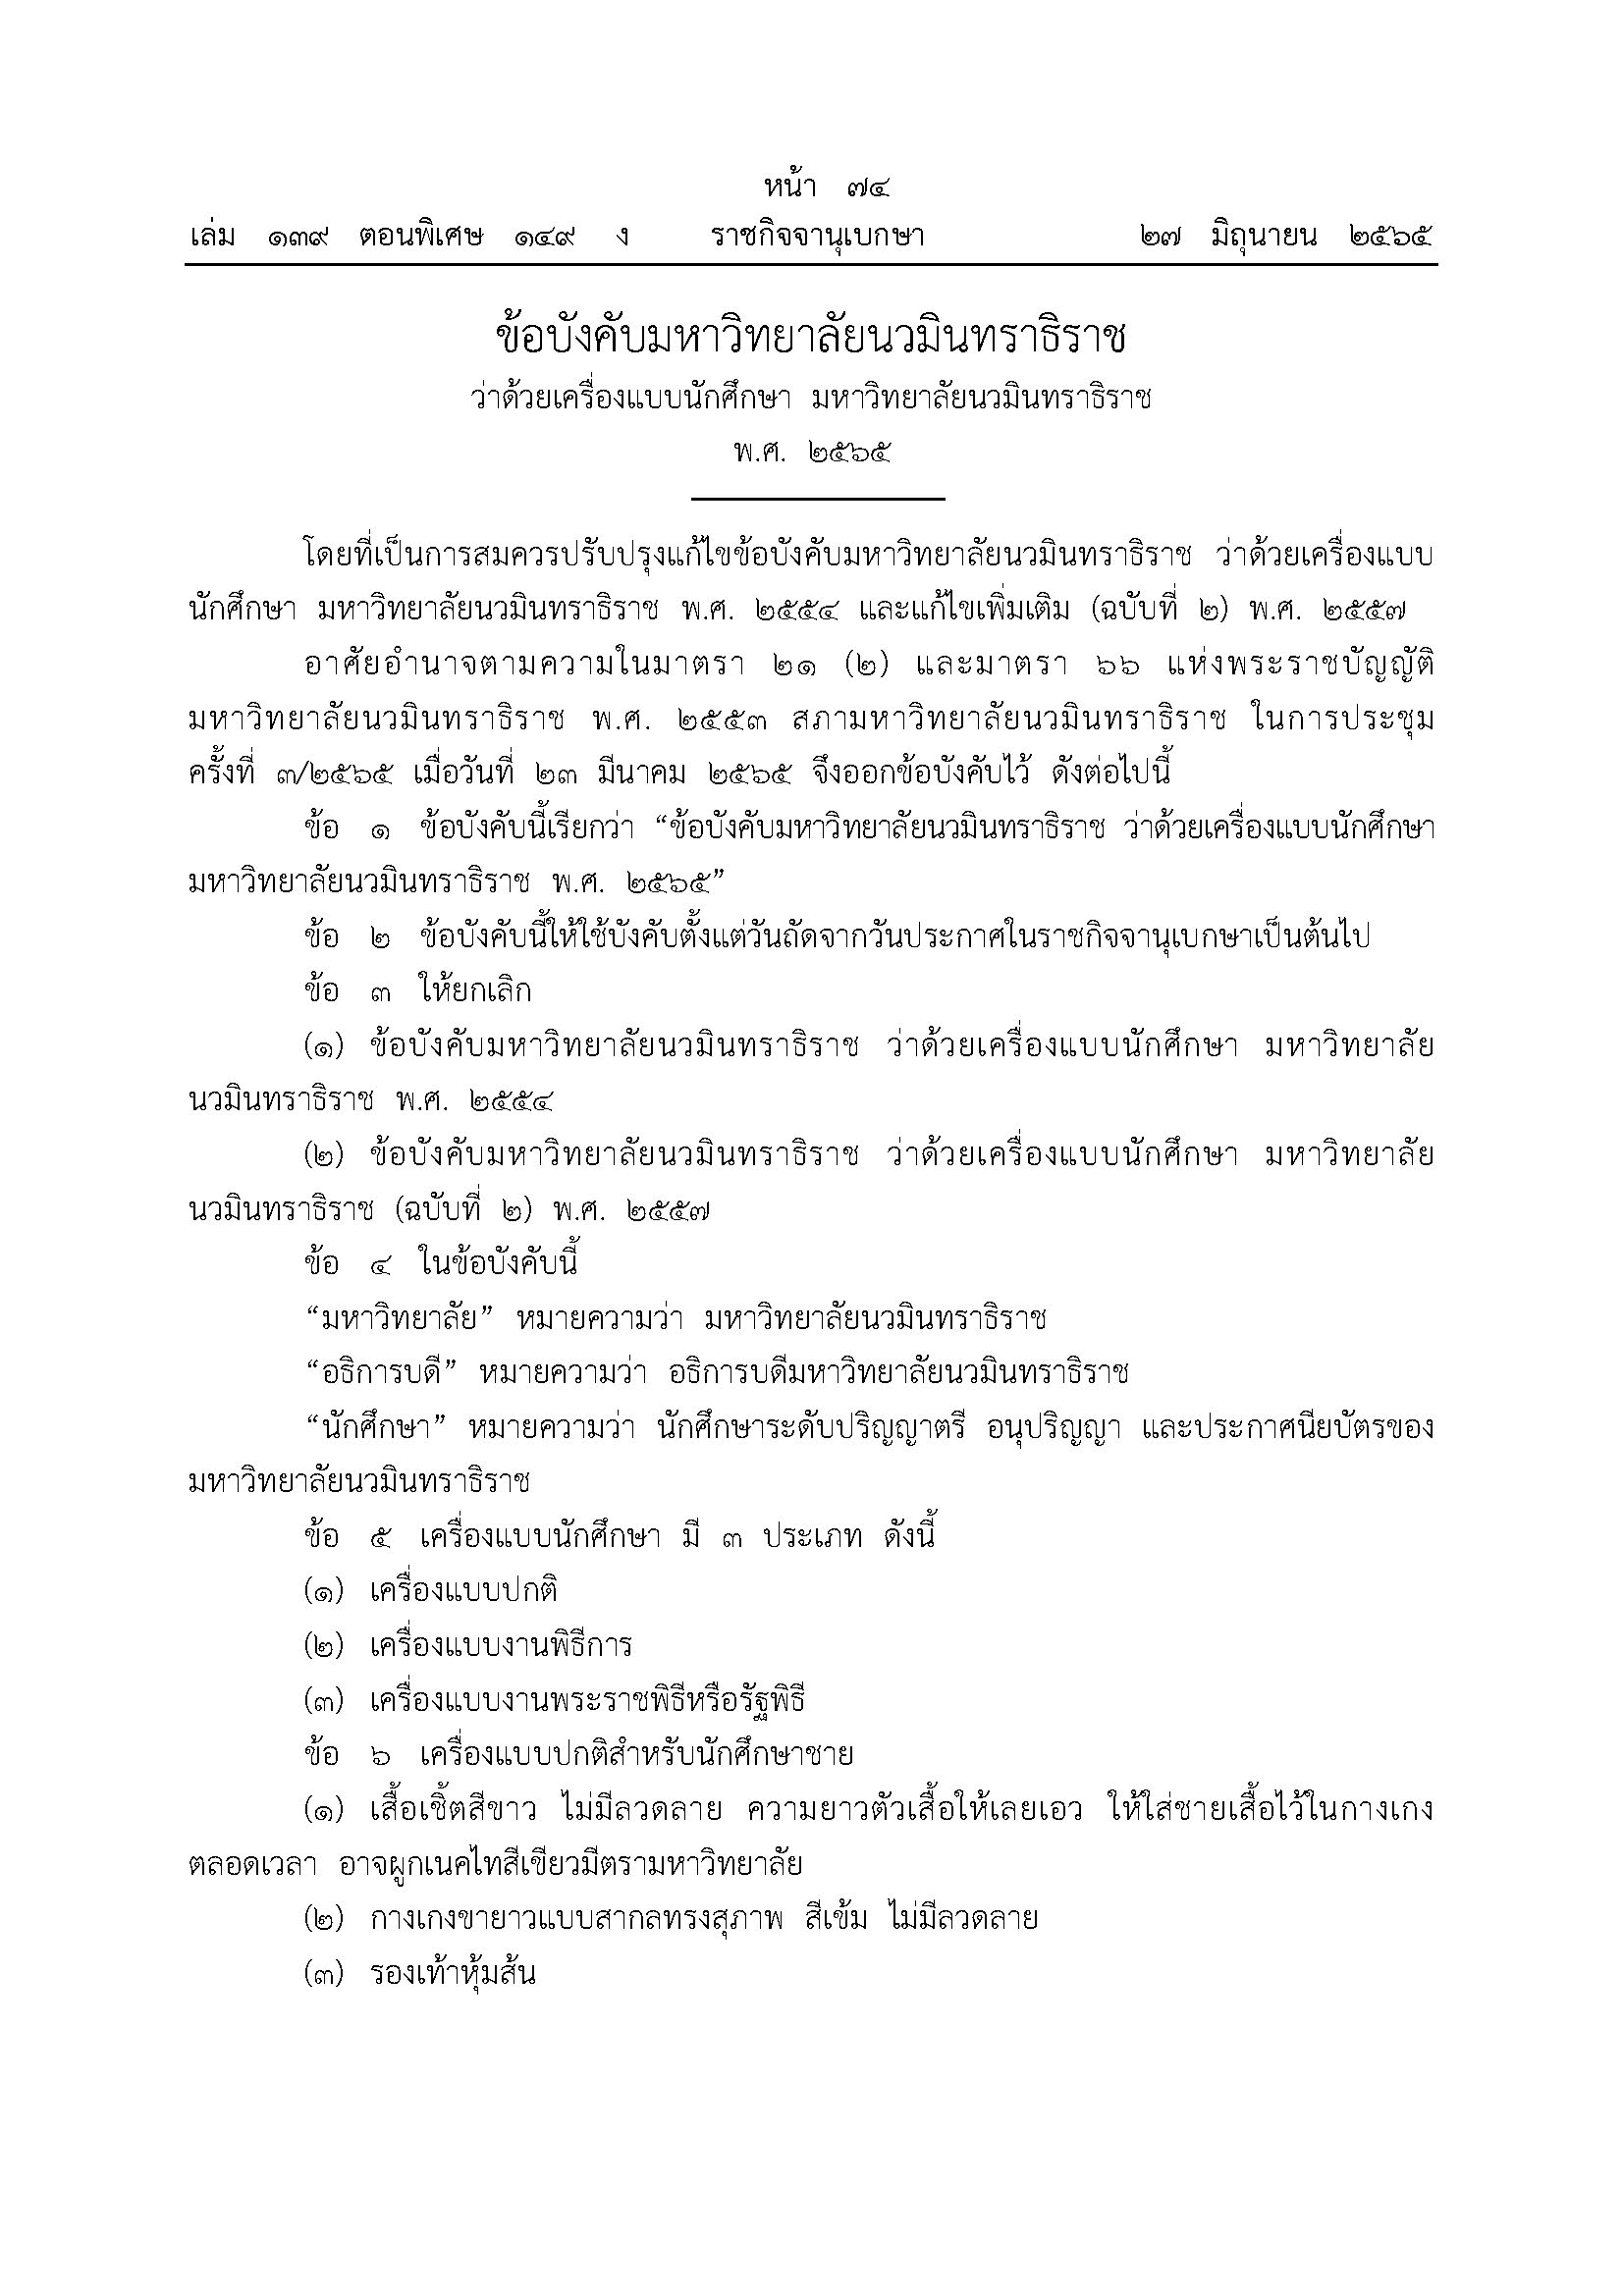 หน้า ๗๔
เล่ม ๑๓๙ ตอนพิเศษ ๑๔๙ ง ราชกิจจานุเบกษา ๒๗ มิถุนายน ๒๕๖๕
ข้อบังคับมหาวิทยาลัยนวมินทราธิราช
ว่าด้วยเครื่องแบบนักศึกษา มหาวิทยาลัยนวมินทราธิราช
พ.ศ. ๒๕๖๕
โดยที่เป็นการสมควรปรับปรุงแก้ไขข้อบังคับมหาวิทยาลัยนวมินทราธิราช ว่าด้วยเครื่องแบบ
นักศึกษา มหาวิทยาลัยนวมินทราธิราช พ.ศ. ๒๕๕๔ และแก้ไขเพิ่มเติม (ฉบับที่ ๒) พ.ศ. ๒๕๕๗
อาศัยอำนาจตามความในมาตรา ๒๑ (๒) และมาตรา ๖๖ แห่งพระราชบัญญัติ
มหาวิทยาลัยนวมินทราธิราช พ.ศ. ๒๕๕๓ สภามหาวิทยาลัยนวมินทราธิราช ในการประชุม
ครั้งที่ ๓/๒๕๖๕ เมื่อวันที่ ๒๓ มีนาคม ๒๕๖๕ จึงออกข้อบังคับไว้ ดังต่อไปนี้
ข้อ ๑ ข้อบังคับนี้เรียกว่า “ข้อบังคับมหาวิทยาลัยนวมินทราธิราช ว่าด้วยเครื่องแบบนักศึกษา
มหาวิทยาลัยนวมินทราธิราช พ.ศ. ๒๕๖๕”
ข้อ ๒ ข้อบังคับนี้ให้ใช้บังคับตั้งแต่วันถัดจากวันประกาศในราชกิจจานุเบกษาเป็นต้นไป
ข้อ ๓ ให้ยกเลิก
(๑) ข้อบังคับมหาวิทยาลัยนวมินทราธิราช ว่าด้วยเครื่องแบบนักศึกษา มหาวิทยาลัย
นวมินทราธิราช พ.ศ. ๒๕๕๔
(๒) ข้อบังคับมหาวิทยาลัยนวมินทราธิราช ว่าด้วยเครื่องแบบนักศึกษา มหาวิทยาลัย
นวมินทราธิราช (ฉบับที่ ๒) พ.ศ. ๒๕๕๗
ข้อ ๔ ในข้อบังคับนี้
“มหาวิทยาลัย” หมายความว่า มหาวิทยาลัยนวมินทราธิราช
“อธิการบดี” หมายความว่า อธิการบดีมหาวิทยาลัยนวมินทราธิราช
“นักศึกษา” หมายความว่า นักศึกษาระดับปริญญาตรี อนุปริญญา และประกาศนียบัตรของ
มหาวิทยาลัยนวมินทราธิราช
ข้อ ๕ เครื่องแบบนักศึกษา มี ๓ ประเภท ดังนี้
(๑) เครื่องแบบปกติ
(๒) เครื่องแบบงานพิธีการ
(๓) เครื่องแบบงานพระราชพิธีหรือรัฐพิธี
ข้อ ๖ เครื่องแบบปกติสำหรับนักศึกษาชาย
(๑) เสื้อเชิ้ตสีขาว ไม่มีลวดลาย ความยาวตัวเสื้อให้เลยเอว ให้ใส่ชายเสื้อไว้ในกางเกง
ตลอดเวลา อาจผูกเนคไทสีเขียวมีตรามหาวิทยาลัย
(๒) กางเกงขายาวแบบสากลทรงสุภาพ สีเข้ม ไม่มีลวดลาย
(๓) รองเท้าหุ้มส้น